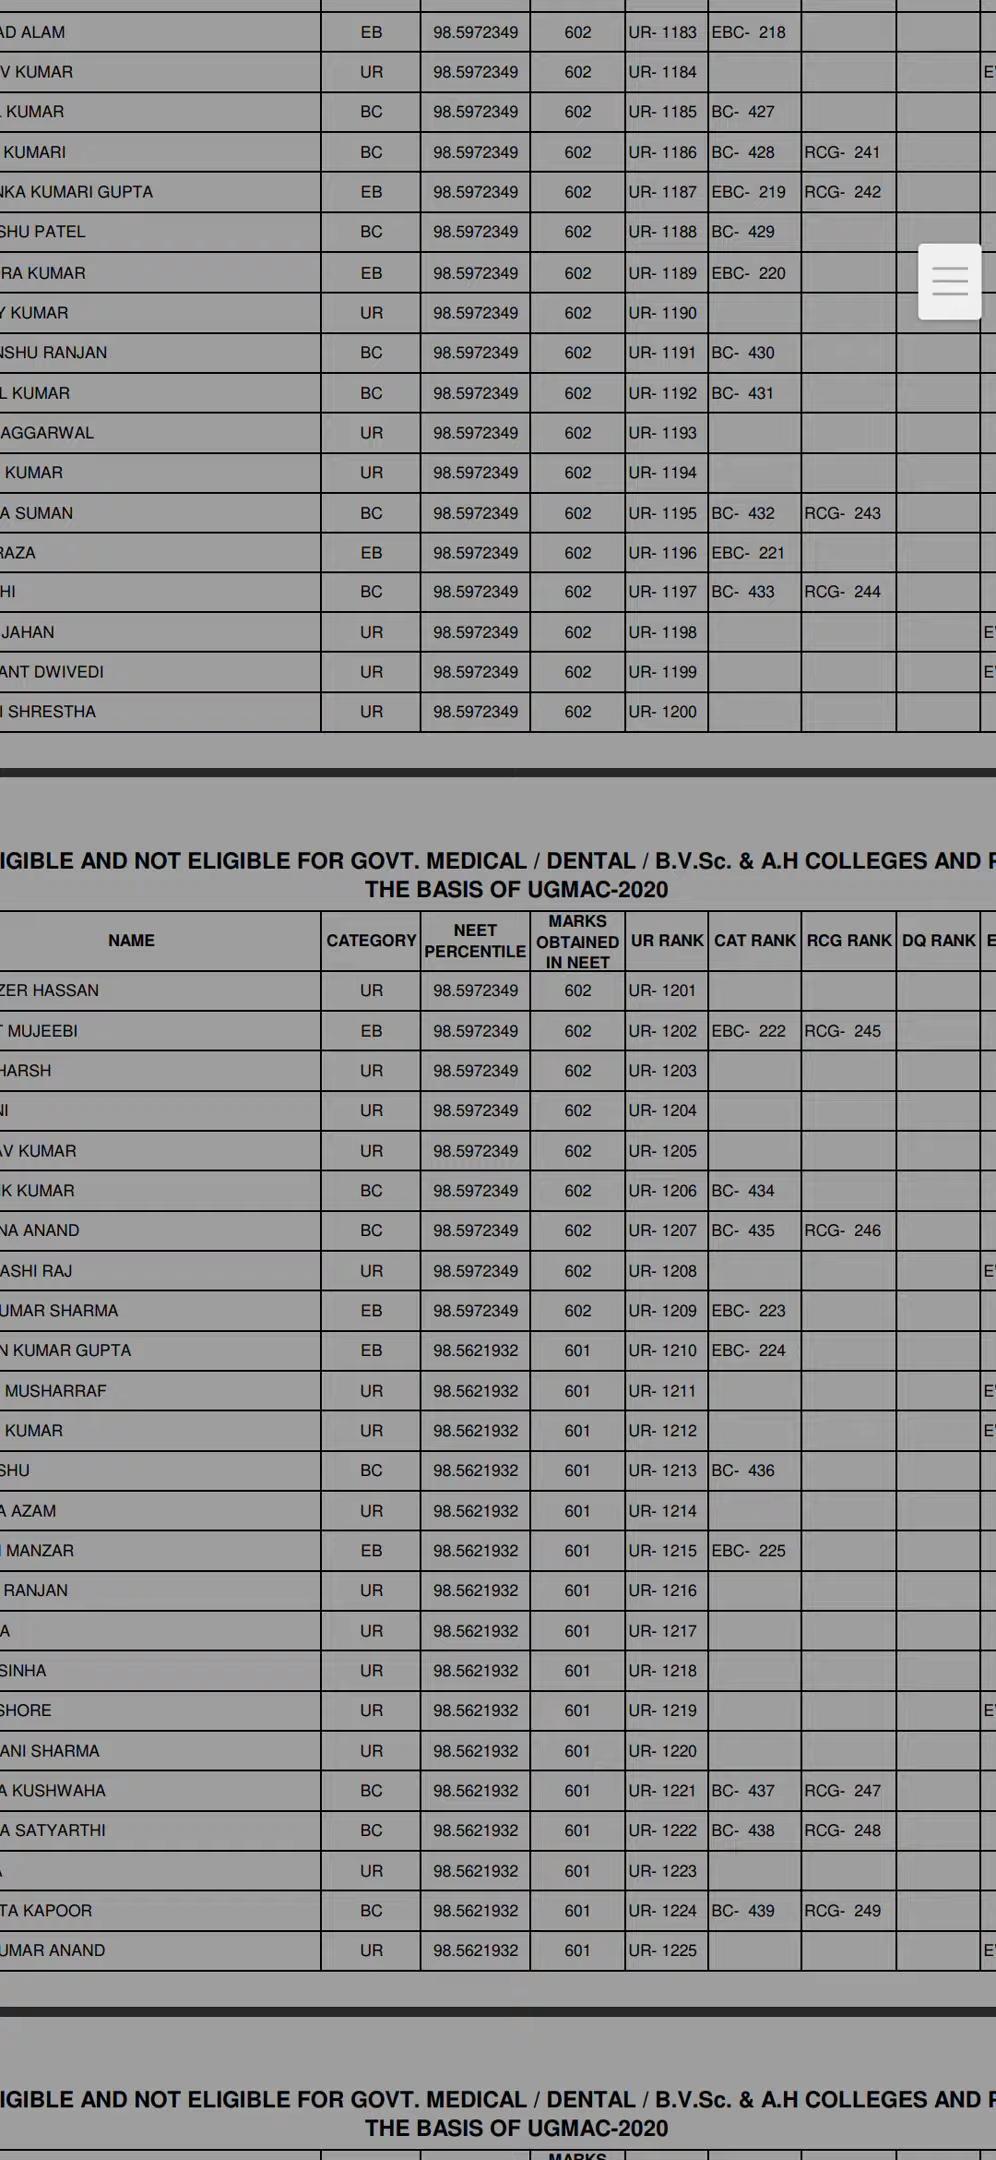 AD ALAM EB 98.5972349 602 UR- 1183 EBC- 218
V KUMAR UR 98.5972349 602 UR- 1184
KUMAR BC 98.5972349 602 UR- 1185 BC- 427
KUMARI BC 98.5972349 602 UR- 1186 BC- 428 RCG- 241
NKA KUMARI GUPTA EB 98.5972349 602 UR- 1187 EBC- 219 RCG- 242
SHU PATEL BC 98.5972349 602 UR- 1188 BC- 429
RA KUMAR EB 98.5972349 602 UR- 1189 EBC- 220
Y KUMAR UR 98.5972349 602 UR- 1190
NSHU RANJAN BC 98.5972349 602 UR- 1191 BC- 430
L KUMAR BC 98.5972349 602 UR- 1192 BC- 431
AGGARWAL UR 98.5972349 602 UR- 1193
KUMAR UR 98.5972349 602 UR- 1194
A SUMAN BC 98.5972349 602 UR- 1195 BC- 432 RCG- 243
RAZA EB 98.5972349 602 UR- 1196 EBC- 221
HI BC 98.5972349 602 UR- 1197 BC- 433 RCG- 244
JAHAN UR 98.5972349 602 UR- 1198
ANT DWIVEDI UR 98.5972349 602 UR- 1199
I SHRESTHA UR 98.5972349 602 UR- 1200
IGIBLE AND NOT ELIGIBLE FOR GOVT. MEDICAL / DENTAL / B.V.Sc. & A.H COLLEGES AND
THE BASIS OF UGMAC-2020
NAME CATEGORY NEET PERCENTILE MARKS OBTAINED IN NEET UR RANK CAT RANK RCG RANK DQ RANK E
ZER HASSAN UR 98.5972349 602 UR- 1201
T MUJEEBI EB 98.5972349 602 UR- 1202 EBC- 222 RCG- 245
HARSH UR 98.5972349 602 UR- 1203
NI UR 98.5972349 602 UR- 1204
AV KUMAR UR 98.5972349 602 UR- 1205
K KUMAR BC 98.5972349 602 UR- 1206 BC- 434
NA ANAND BC 98.5972349 602 UR- 1207 BC- 435 RCG- 246
ASHI RAJ UR 98.5972349 602 UR- 1208
UMAR SHARMA EB 98.5972349 602 UR- 1209 EBC- 223
N KUMAR GUPTA EB 98.5621932 601 UR- 1210 EBC- 224
MUSHARRAF UR 98.5621932 601 UR- 1211
KUMAR UR 98.5621932 601 UR- 1212
SHU BC 98.5621932 601 UR- 1213 BC- 436
A AZAM UR 98.5621932 601 UR- 1214
MANZAR EB 98.5621932 601 UR- 1215 EBC- 225
RANJAN UR 98.5621932 601 UR- 1216
A UR 98.5621932 601 UR- 1217
SINHA UR 98.5621932 601 UR- 1218
SHORE UR 98.5621932 601 UR- 1219
ANI SHARMA UR 98.5621932 601 UR- 1220
A KUSHWAHA BC 98.5621932 601 UR- 1221 BC- 437 RCG- 247
A SATYARTHI BC 98.5621932 601 UR- 1222 BC- 438 RCG- 248
UR 98.5621932 601 UR- 1223
TA KAPOOR BC 98.5621932 601 UR- 1224 BC- 439 RCG- 249
UMAR ANAND UR 98.5621932 601 UR- 1225
IGIBLE AND NOT ELIGIBLE FOR GOVT. MEDICAL / DENTAL / B.V.Sc. & A.H COLLEGES AND
THE BASIS OF UGMAC-2020
MARKS